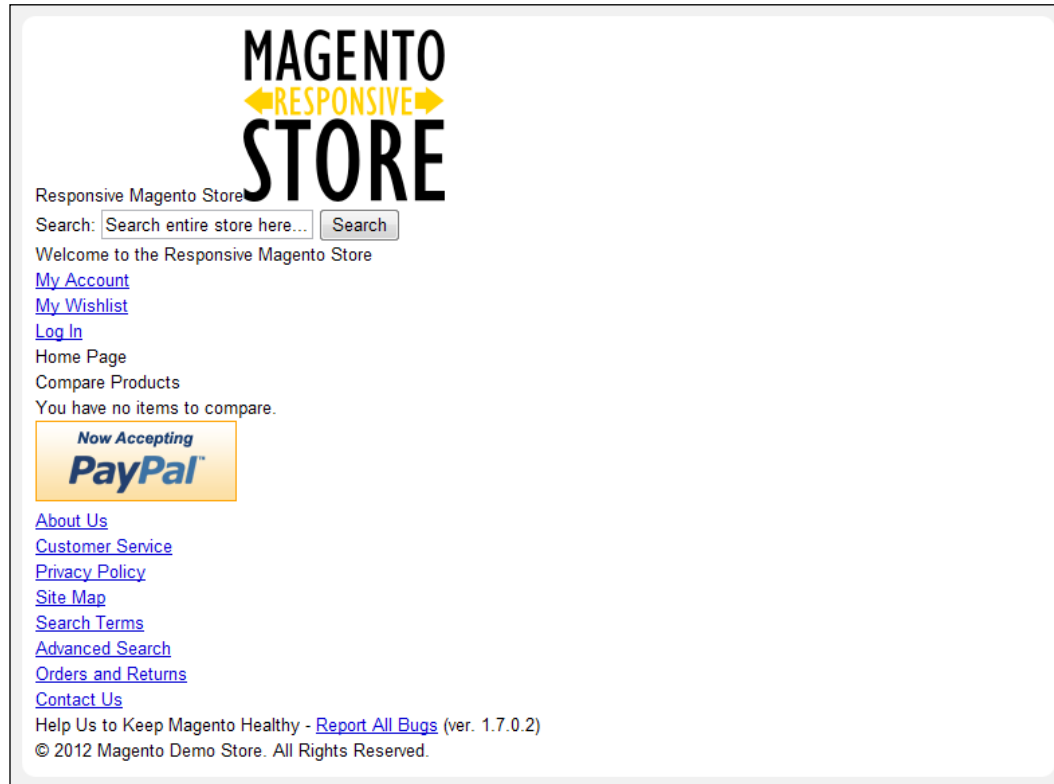 MAGENTO
RESPONSIVE
STORE
Responsive Magento Store
Search: Search entire store here... Search
Welcome to the Responsive Magento Store
My Account
My Wishlist
Log In
Home Page
Compare Products
You have no items to compare.
Now Accepting
PayPal™
About Us
Customer Service
Privacy Policy
Site Map
Search Terms
Advanced Search
Orders and Returns
Contact Us
Help Us to Keep Magento Healthy - Report All Bugs (ver. 1.7.0.2)
© 2012 Magento Demo Store. All Rights Reserved.